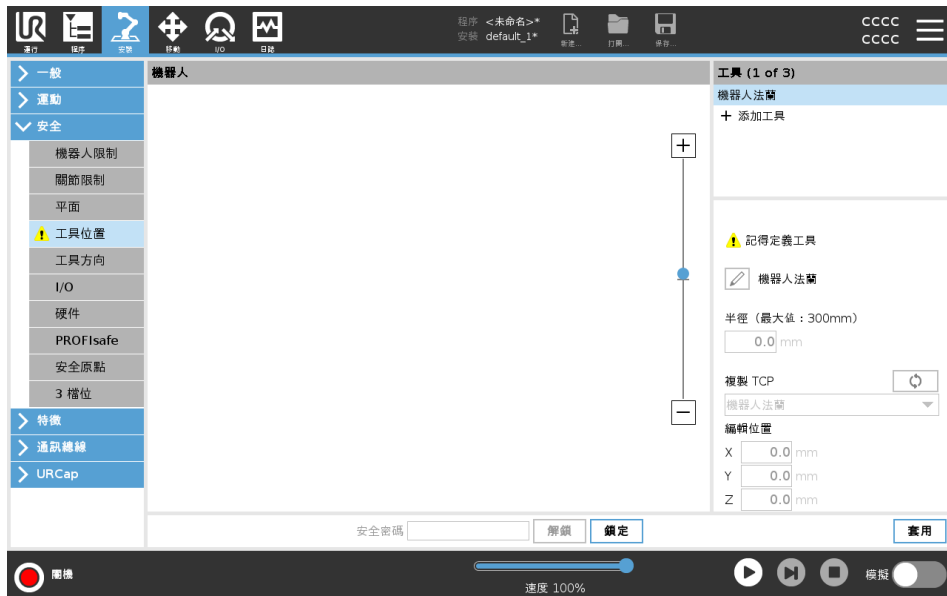 UR
運行
程序
安裝
移動
I/O
日誌
程序 <未命名>*
安裝 default_1*
新建...
打開...
保存...
cccc
cccc
一般
運動
安全
機器人限制
關節限制
平面
工具位置
工具方向
I/O
硬件
PROFIsafe
安全原點
3 檔位
特徵
通訊總線
URCap
機器人
工具 (1 of 3)
機器人法蘭
添加工具
記得定義工具
機器人法蘭
半徑（最大值：300mm）
0.0 mm
複製 TCP
機器人法蘭
編輯位置
X 0.0 mm
Y 0.0 mm
Z 0.0 mm
安全密碼
解鎖
鎖定
套用
關機
速度 100%
模擬